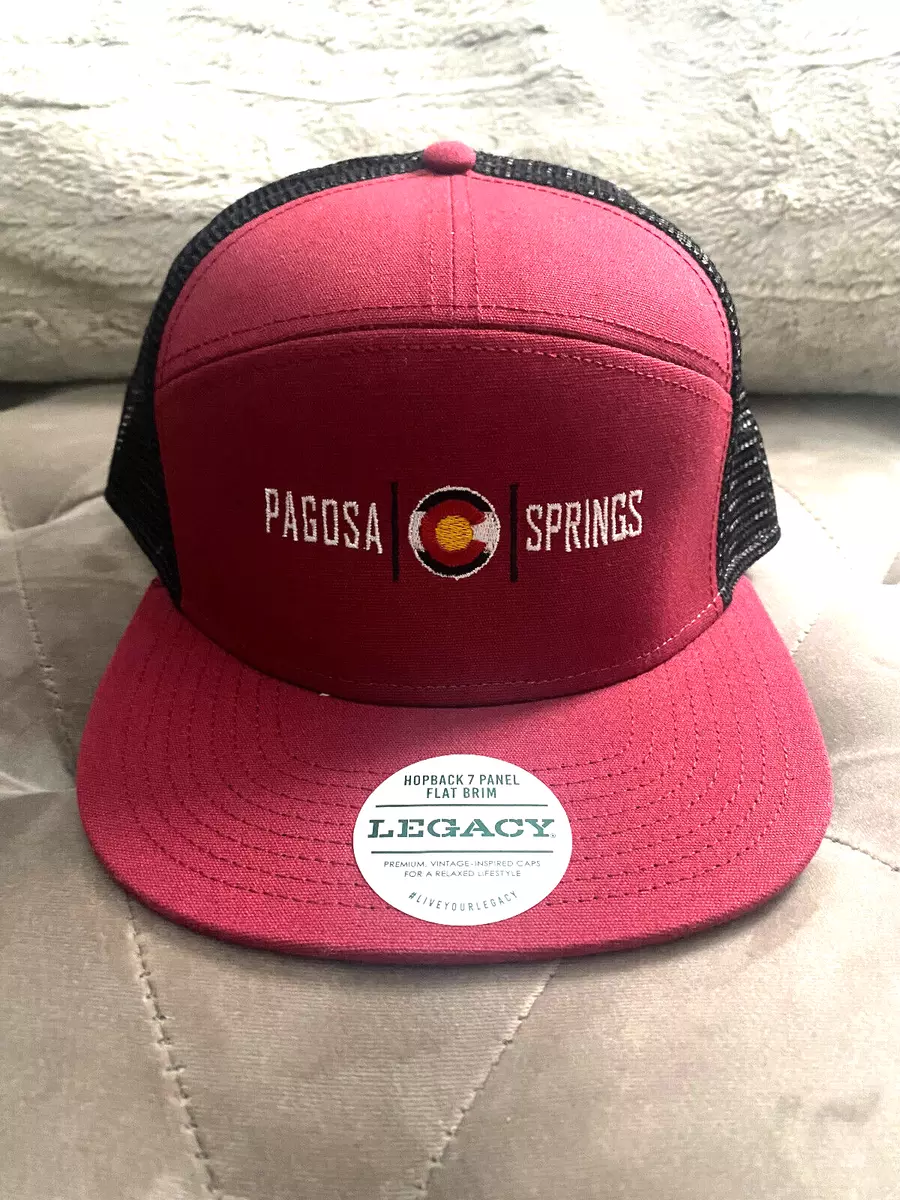 PAGOSA | C | SPRINGS
HOPBACK 7 PANEL
FLAT BRIM
LEGACY®
PREMIUM, VINTAGE-INSPIRED CAPS
FOR A RELAXED LIFESTYLE
#LIVEYOURLEGACY